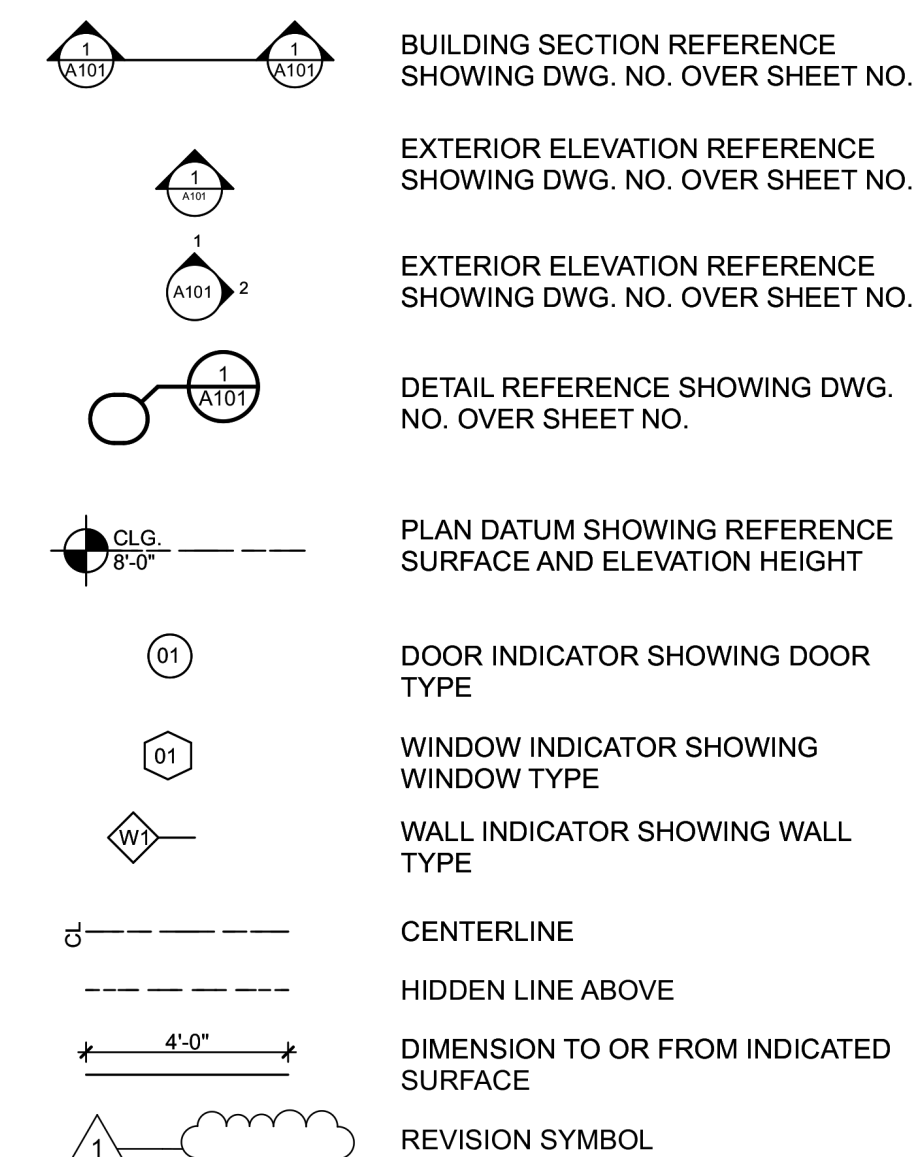 1 1
A101 A101
BUILDING SECTION REFERENCE
SHOWING DWG. NO. OVER SHEET NO.
1
A101
EXTERIOR ELEVATION REFERENCE
SHOWING DWG. NO. OVER SHEET NO.
1
A101 2
EXTERIOR ELEVATION REFERENCE
SHOWING DWG. NO. OVER SHEET NO.
1
A101
DETAIL REFERENCE SHOWING DWG.
NO. OVER SHEET NO.
CLG.
8'-0"
PLAN DATUM SHOWING REFERENCE
SURFACE AND ELEVATION HEIGHT
01
DOOR INDICATOR SHOWING DOOR
TYPE
01
WINDOW INDICATOR SHOWING
WINDOW TYPE
W1
WALL INDICATOR SHOWING WALL
TYPE
CL
CENTERLINE
HIDDEN LINE ABOVE
4'-0"
DIMENSION TO OR FROM INDICATED
SURFACE
1
REVISION SYMBOL